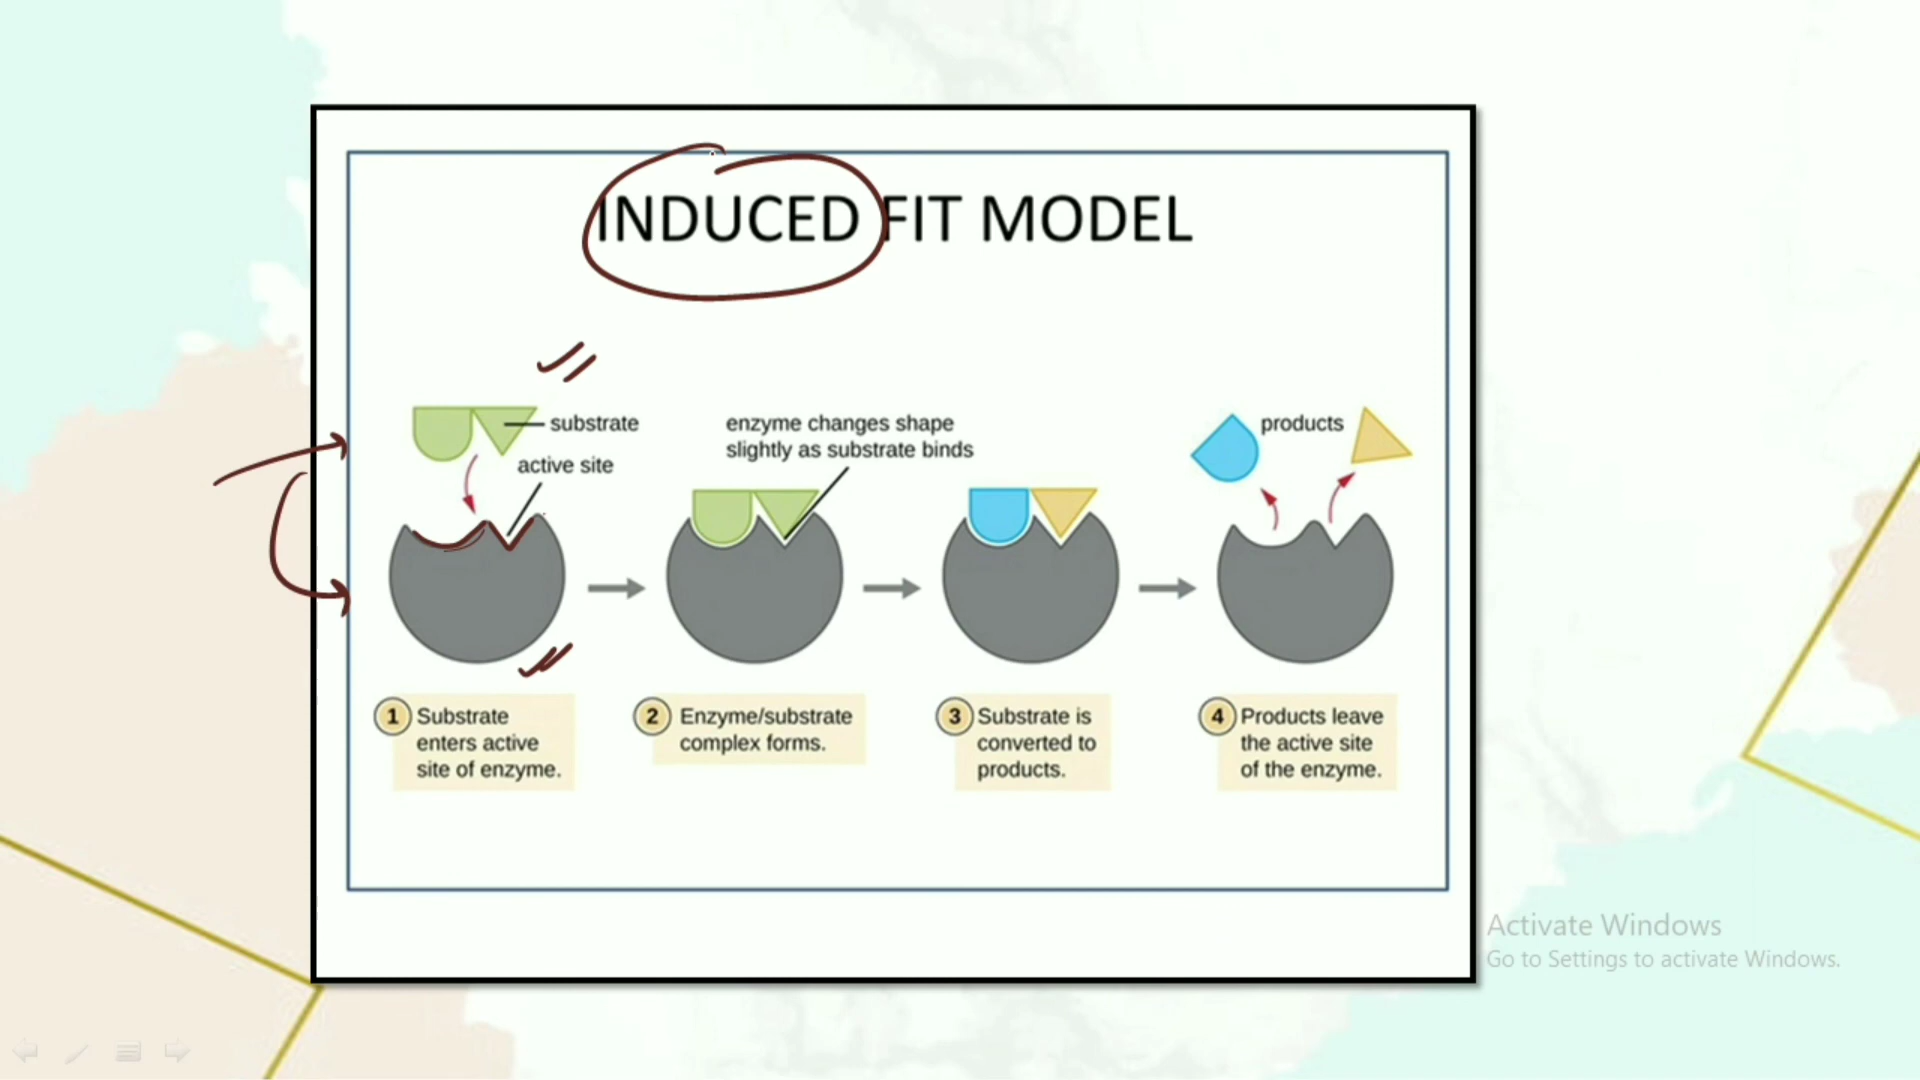 INDUCED FIT MODEL
substrate
active site
enzyme changes shape
slightly as substrate binds
products
1 Substrate
enters active
site of enzyme.
2 Enzyme/substrate
complex forms.
3 Substrate is
converted to
products.
4 Products leave
the active site
of the enzyme.
Activate Windows
Go to Settings to activate Windows.